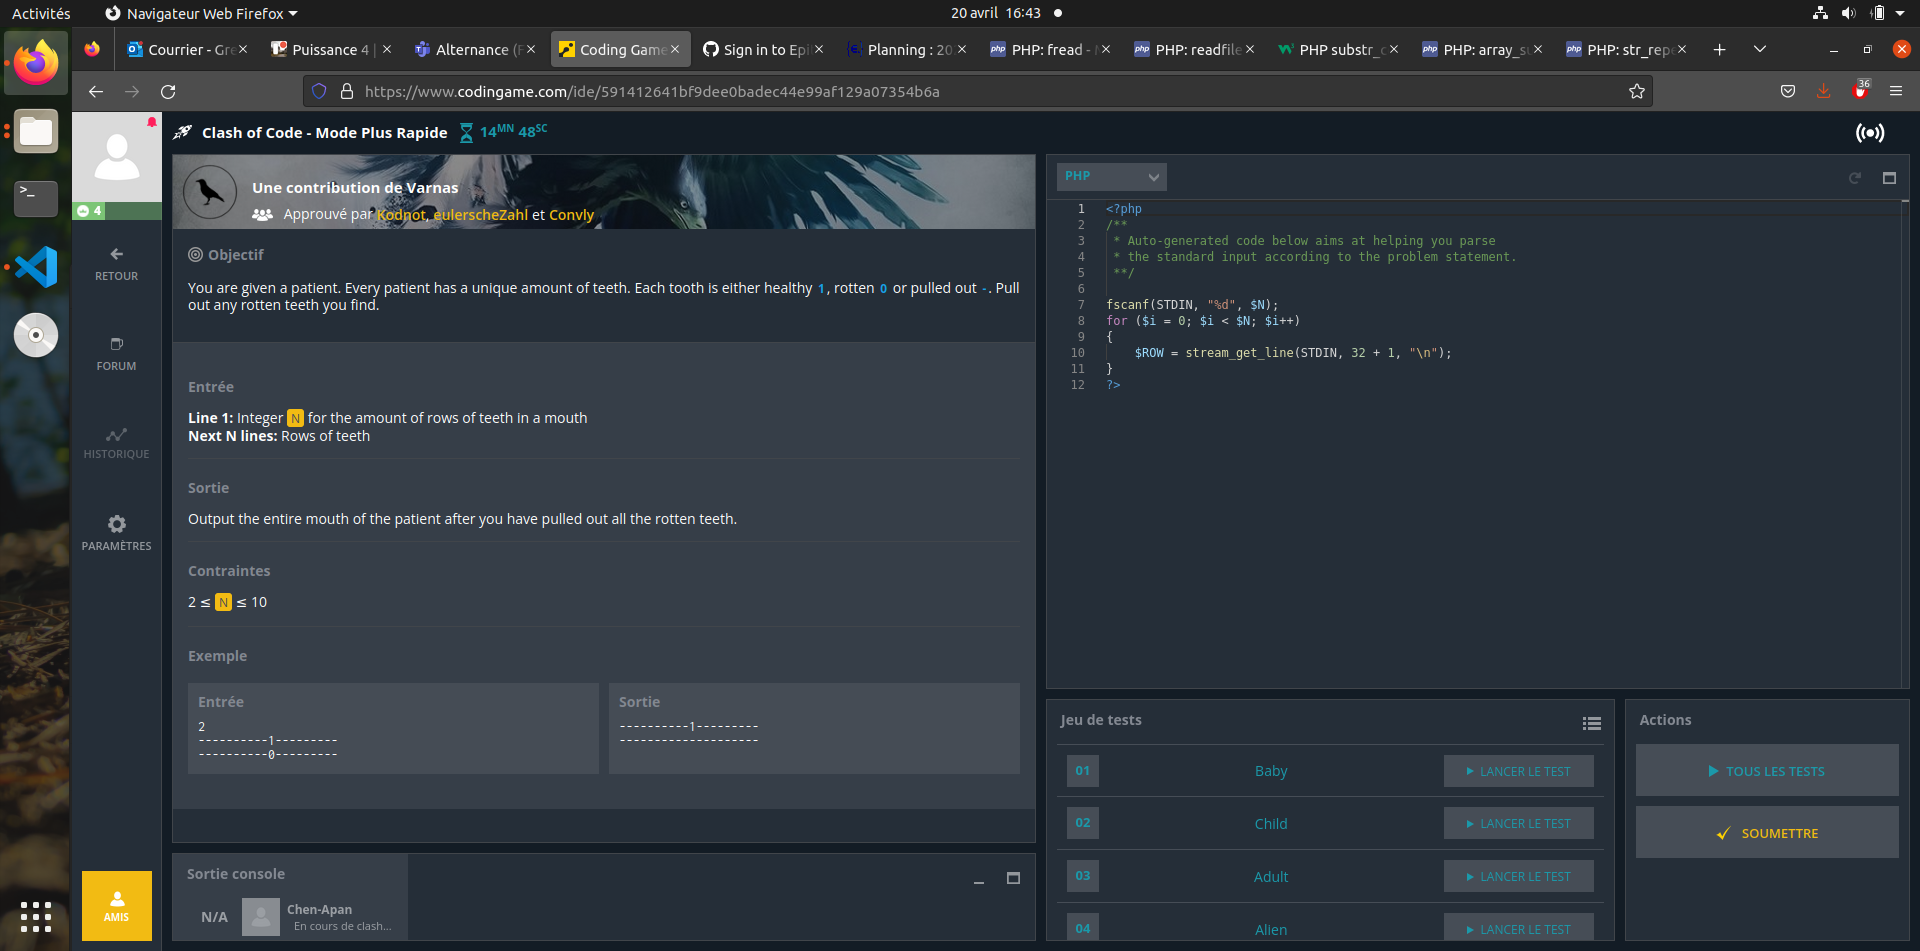 Activités
Navigateur Web Firefox
20 avril 16:43
Courrier - Gre
Puissance 4 |
Alternance (F
Coding Game
Sign in to Epi
Planning : 20
PHP: fread - M
PHP: readfile
PHP substr_c
PHP: array_su
PHP: str_repe
https://www.codingame.com/ide/591412641bf9dee0badec44e99af129a07354b6a
36
Clash of Code - Mode Plus Rapide
14MN 48SC
4
RETOUR
FORUM
HISTORIQUE
PARAMÈTRES
AMIS
Une contribution de Varnas
Approuvé par Kodnot, eulerscheZahl et Convly
Objectif
You are given a patient. Every patient has a unique amount of teeth. Each tooth is either healthy 1, rotten 0 or pulled out -. Pull
out any rotten teeth you find.
Entrée
Line 1: Integer N for the amount of rows of teeth in a mouth
Next N lines: Rows of teeth
Sortie
Output the entire mouth of the patient after you have pulled out all the rotten teeth.
Contraintes
2 ≤ N ≤ 10
Exemple
Entrée
2
----------1---------
----------0---------
Sortie
----------1---------
--------------------
Sortie console
N/A
Chen-Apan
En cours de clash...
PHP
1 <?php
2 /**
3 * Auto-generated code below aims at helping you parse
4 * the standard input according to the problem statement.
5 **/
6
7 fscanf(STDIN, "%d", $N);
8 for ($i = 0; $i < $N; $i++)
9 {
10 $ROW = stream_get_line(STDIN, 32 + 1, "\n");
11 }
12 ?>
Jeu de tests
01 Baby LANCER LE TEST
02 Child LANCER LE TEST
03 Adult LANCER LE TEST
04 Alien LANCER LE TEST
Actions
TOUS LES TESTS
SOUMETTRE